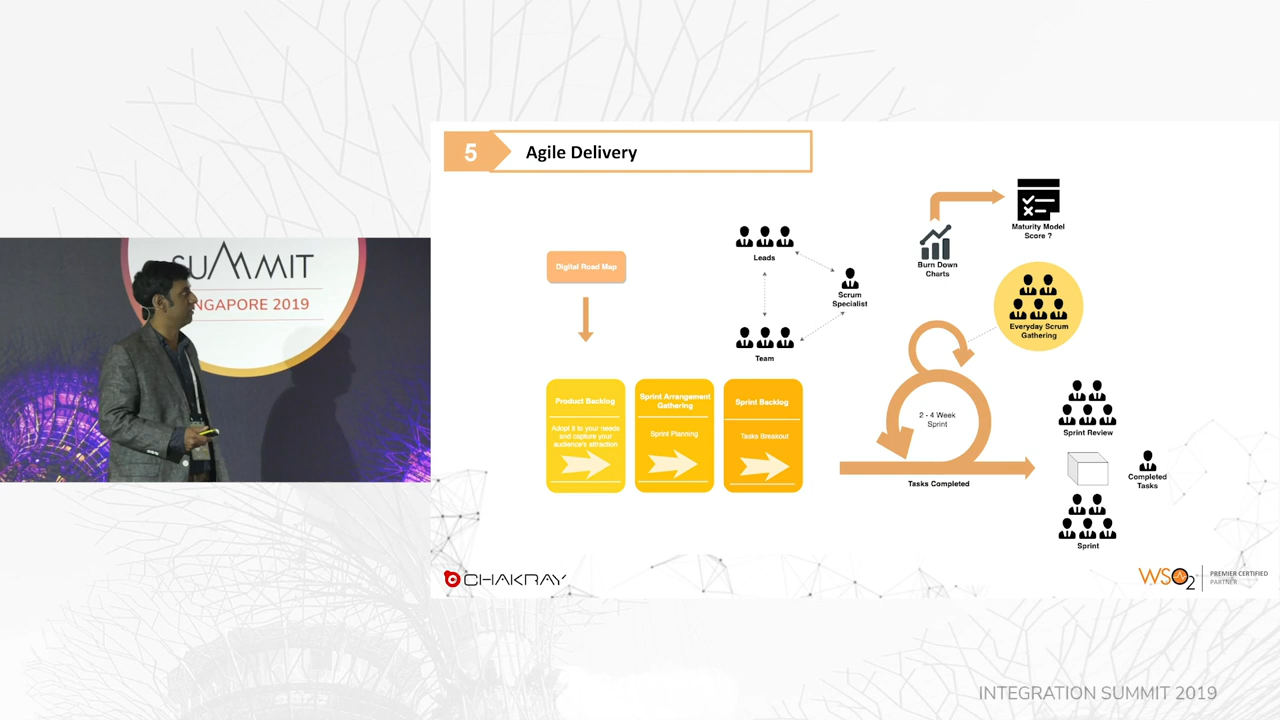 SUMMIT
NGAPORE 2019
5
Agile Delivery
Digital Road Map
Leads
Scrum
Specialist
Team
Burn Down
Charts
Maturity Model
Score ?
Everyday Scrum
Gathering
Product Backlog
Adopt it to your needs
and capture your
audience's attraction
Sprint Arrangement
Gathering
Sprint Planning
Sprint Backlog
Tasks Breakout
2 - 4 Week
Sprint
Tasks Completed
Sprint Review
Completed
Tasks
Sprint
CHAKRAY
WSO2
PREMIER CERTIFIED
PARTNER
INTEGRATION SUMMIT 2019